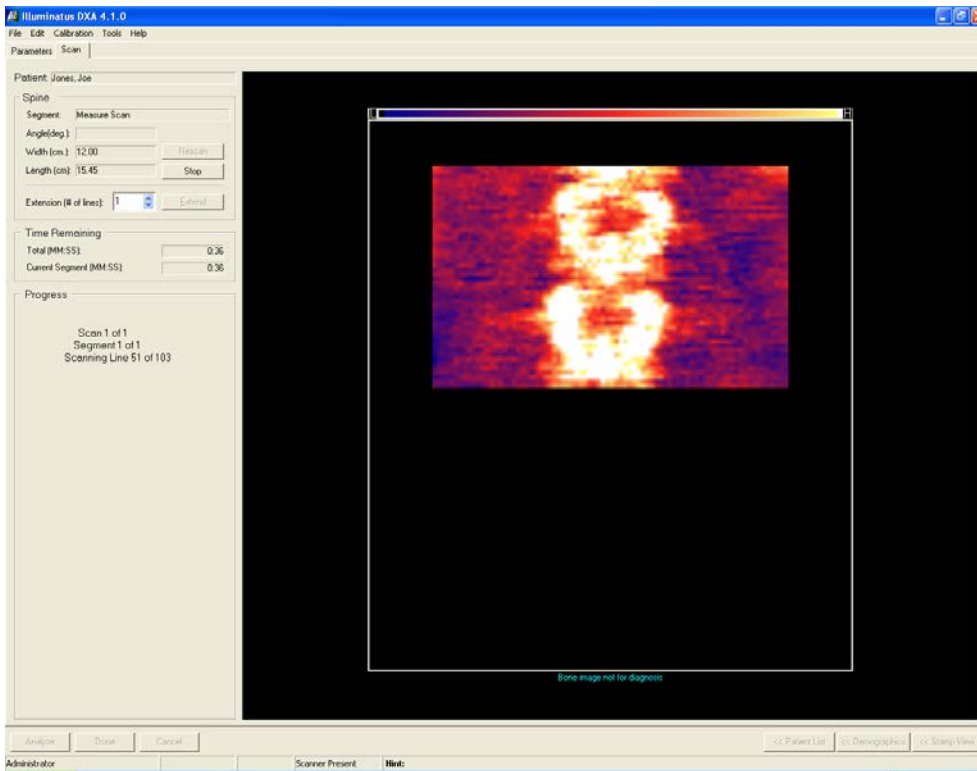 Illuminatus DXA 4.1.0
File Edit Calibration Tools Help
Parameters Scan
Patient: Jones, Joe
Spine
Segment: Measure Scan
Angle(deg.):
Width (cm.): 12.00 Rescan
Length (cm): 15.45 Stop
Extension (# of lines): 1 Extend
Time Remaining
Total (MM:SS): 0:36
Current Segment (MM:SS): 0:36
Progress
Scan 1 of 1
Segment 1 of 1
Scanning Line 51 of 103
L H
Bone image not for diagnosis
Analyze Done Cancel << Patient List << Demographics << Stamp View
Administrator Scanner Present Hint: